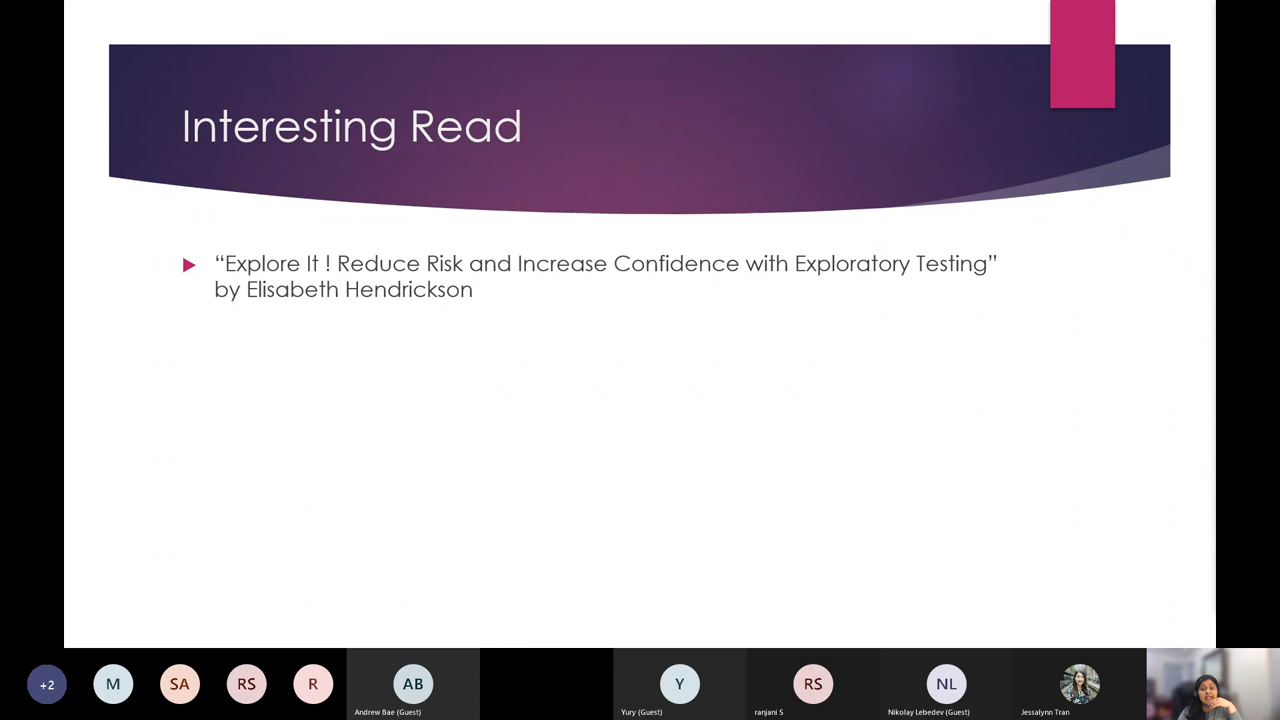 Interesting Read
“Explore It ! Reduce Risk and Increase Confidence with Exploratory Testing”
by Elisabeth Hendrickson
+2
M
SA
RS
R
AB
Y
RS
NL
Andrew Bae (Guest)
Yury (Guest)
ranjani S
Nikolay Lebedev (Guest)
Jessalynn Tran